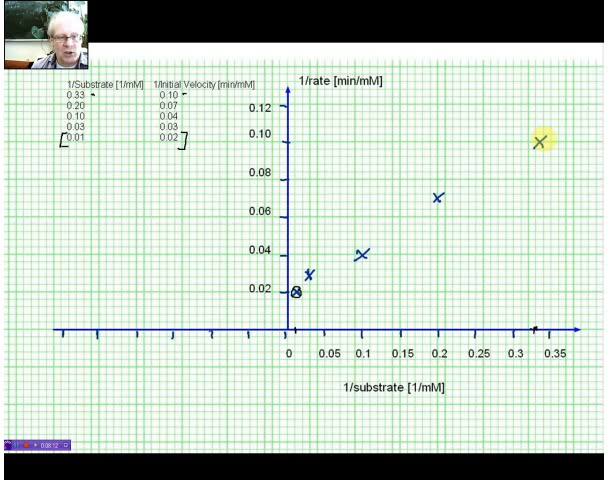 1/Substrate [1/mM] 1/Initial Velocity [min/mM]
0.33 0.10
0.20 0.07
0.10 0.04
0.03 0.03
0.01 0.02
1/rate [min/mM]
0.12
0.10
0.08
0.06
0.04
0.02
0 0.05 0.1 0.15 0.2 0.25 0.3 0.35
1/substrate [1/mM]